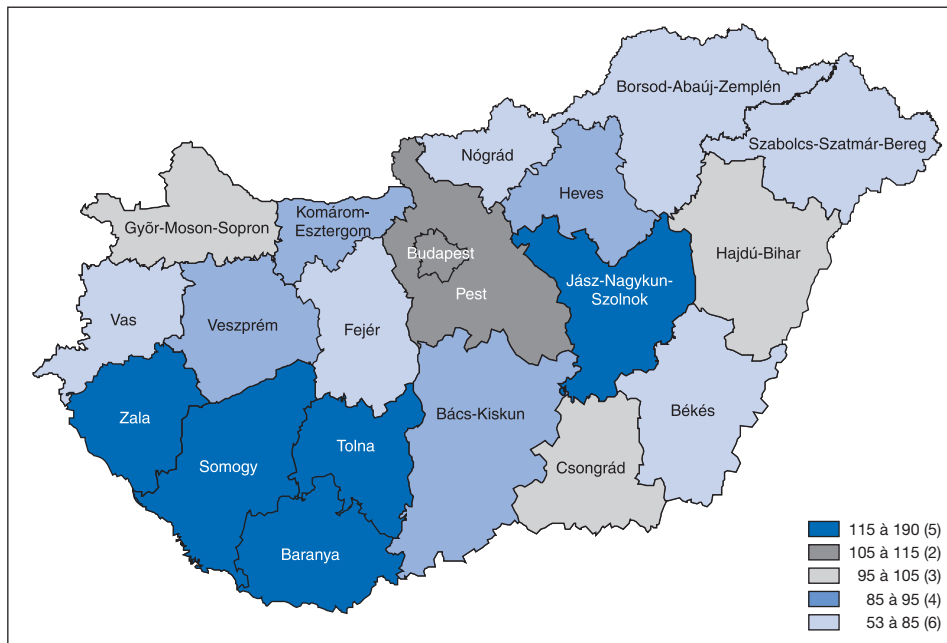 Borsod-Abaúj-Zemplén
Szabolcs-Szatmár-Bereg
Nógrád
Heves
Komárom-
Esztergom
Győr-Moson-Sopron
Budapest
Pest
Hajdú-Bihar
Jász-Nagykun-
Szolnok
Vas
Veszprém
Fejér
Zala
Somogy
Tolna
Bács-Kiskun
Békés
Csongrád
Baranya
115 à 190 (5)
105 à 115 (2)
95 à 105 (3)
85 à 95 (4)
53 à 85 (6)